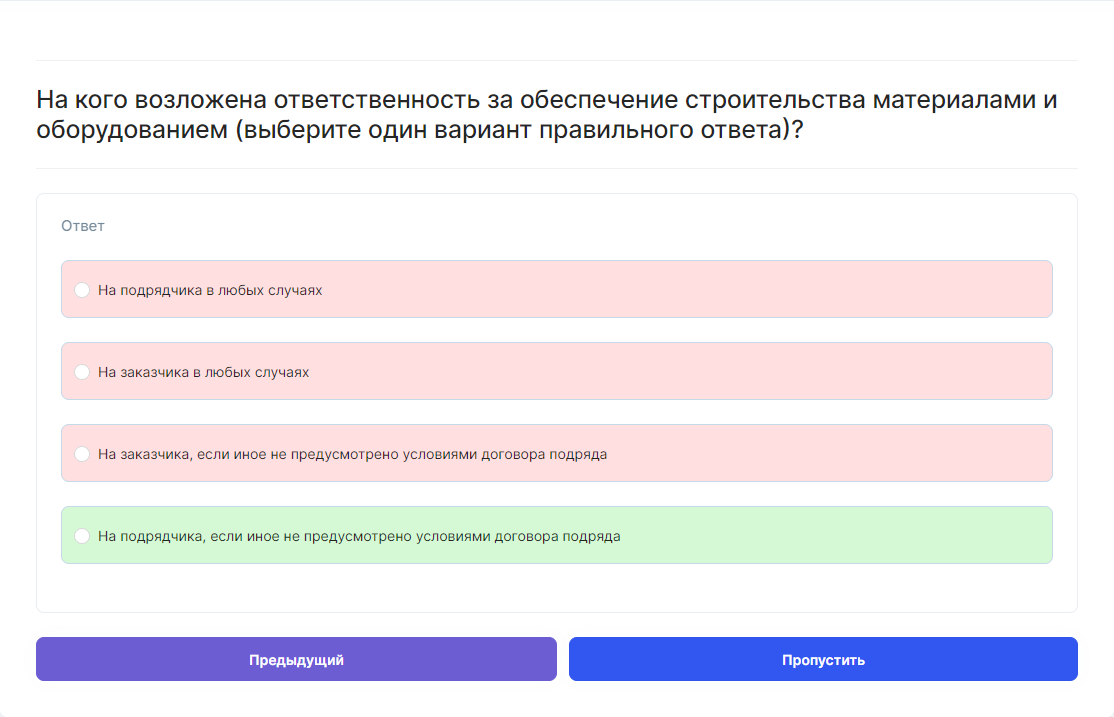 На кого возложена ответственность за обеспечение строительства материалами и
оборудованием (выберите один вариант правильного ответа)?
Ответ
На подрядчика в любых случаях
На заказчика в любых случаях
На заказчика, если иное не предусмотрено условиями договора подряда
На подрядчика, если иное не предусмотрено условиями договора подряда
Предыдущий
Пропустить